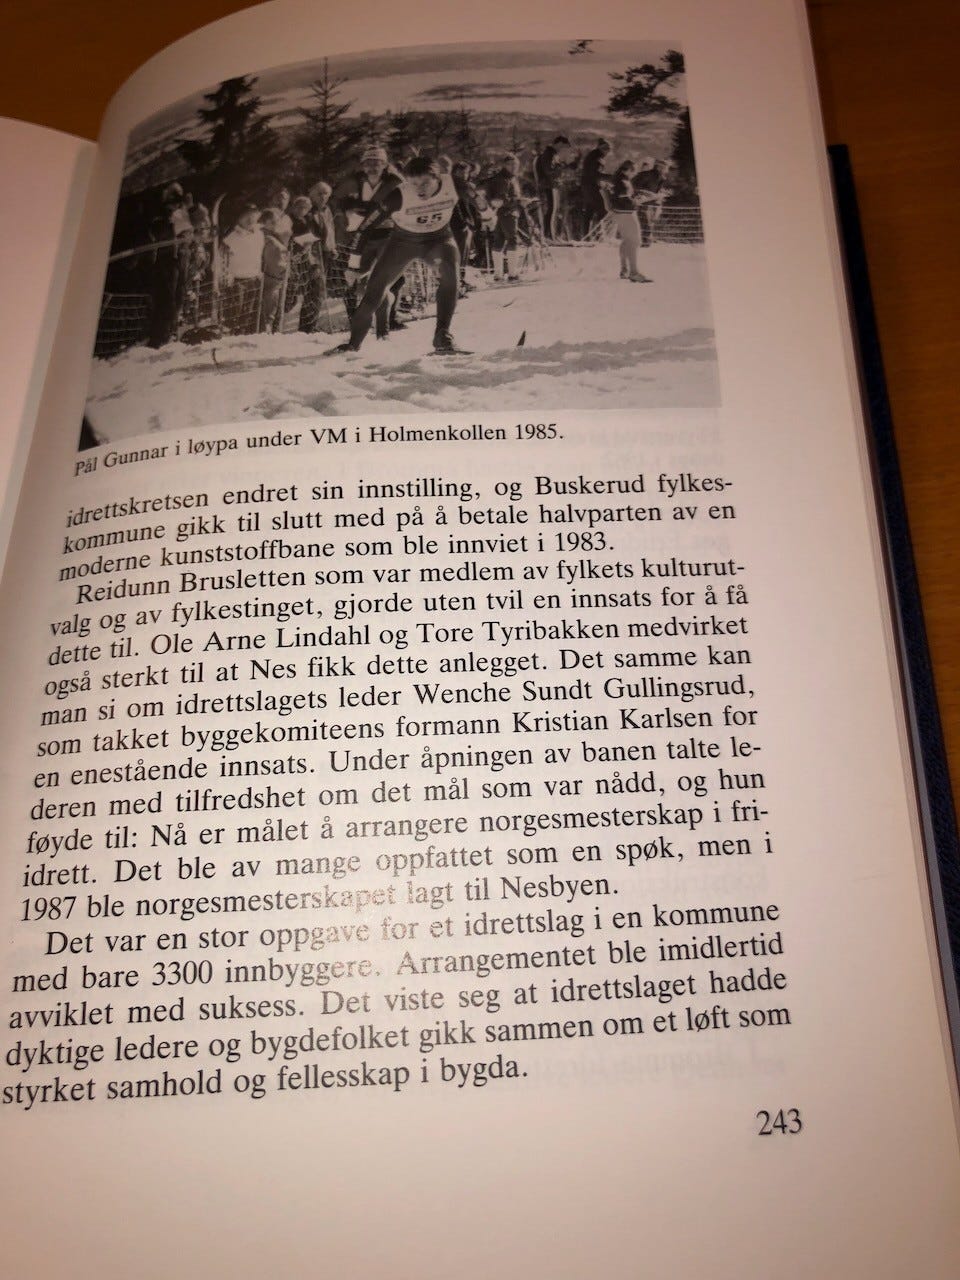 65
Pål Gunnar i løypa under VM i Holmenkollen 1985.
idrettskretsen endret sin innstilling, og Buskerud fylkes-
kommune gikk til slutt med på å betale halvparten av en
moderne kunststoffbane som ble innviet i 1983.
Reidunn Brusletten som var medlem av fylkets kulturut-
valg og av fylkestinget, gjorde uten tvil en innsats for å få
dette til. Ole Arne Lindahl og Tore Tyribakken medvirket
også sterkt til at Nes fikk dette anlegget. Det samme kan
man si om idrettslagets leder Wenche Sundt Gullingsrud,
som takket byggekomiteens formann Kristian Karlsen for
en enestående innsats. Under åpningen av banen talte le-
deren med tilfredshet om det mål som var nådd, og hun
føyde til: Nå er målet å arrangere norgesmesterskap i fri-
idrett. Det ble av mange oppfattet som en spøk, men i
1987 ble norgesmesterskapet lagt til Nesbyen.
Det var en stor oppgave for et idrettslag i en kommune
med bare 3300 innbyggere. Arrangementet ble imidlertid
avviklet med suksess. Det viste seg at idrettslaget hadde
dyktige ledere og bygdefolket gikk sammen om et løft som
styrket samhold og fellesskap i bygda.
243